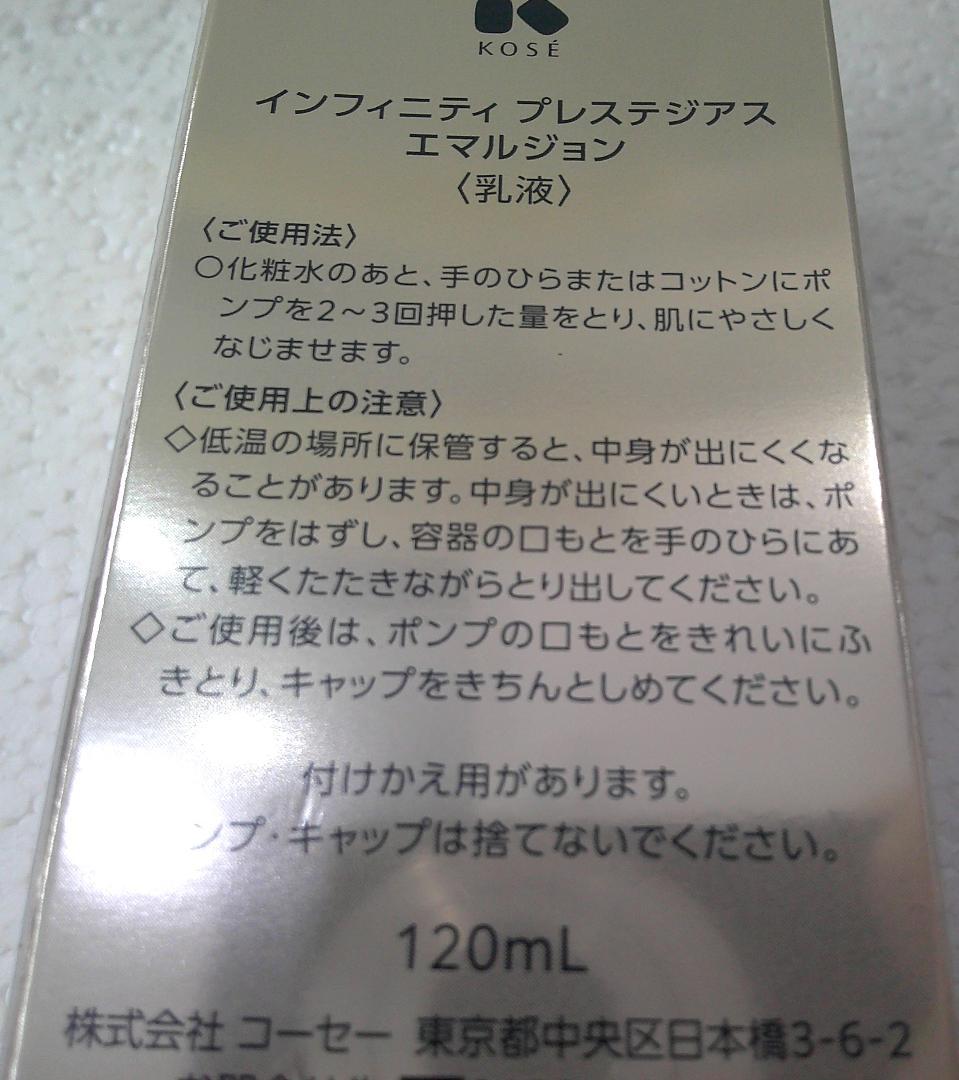 KOSÉ
インフィニティ プレステジアス
エマルジョン
〈乳液〉
〈ご使用法〉
○化粧水のあと、手のひらまたはコットンにポ
ンプを2～3回押した量をとり、肌にやさしく
なじませます。
〈ご使用上の注意〉
◇低温の場所に保管すると、中身が出にくくな
ることがあります。中身が出にくいときは、ポ
ンプをはずし、容器の口もとを手のひらにあ
て、軽くたたきながらとり出してください。
◇ご使用後は、ポンプの口もとをきれいにふ
きとり、キャップをきちんとしめてください。
付けかえ用があります。
ンプ・キャップは捨てないでください。
120mL
株式会社 コーセー 東京都中央区日本橋3-6-2